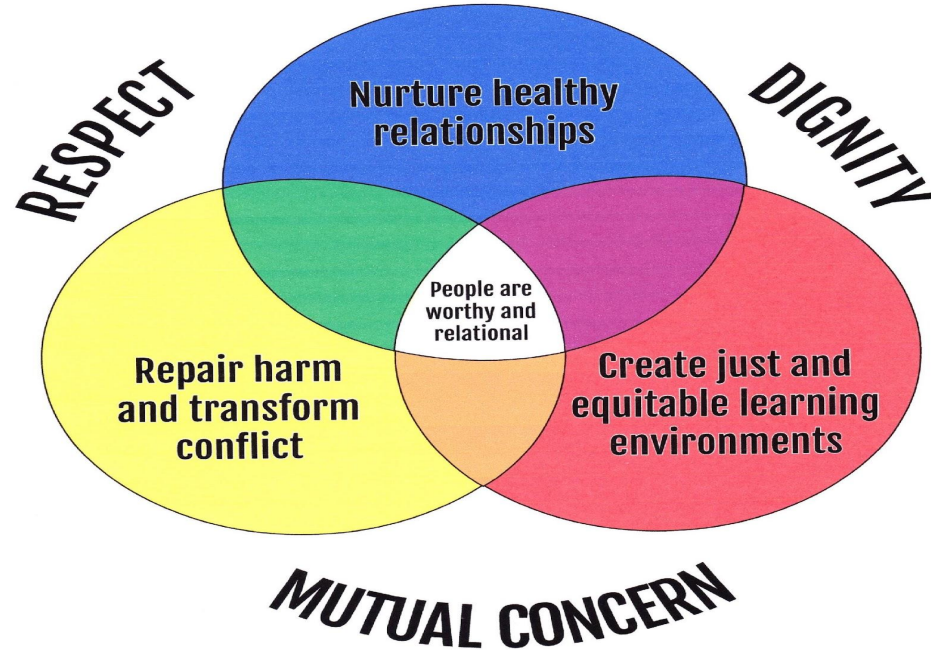 RESPECT
DIGNITY
Nurture healthy
relationships
People are
worthy and
relational
Repair harm
and transform
conflict
Create just and
equitable learning
environments
MUTUAL CONCERN